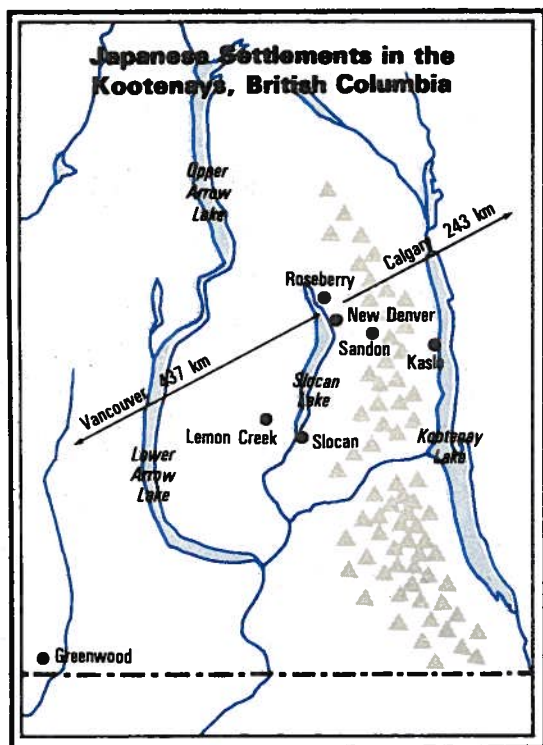 Japanese Settlements in the
Kootenays, British Columbia
Upper
Arrow
Lake
Calgary 243 km
Roseberry
New Denver
Sandon
Kaslo
Vancouver 437 km
Slocan
Lake
Lemon Creek
Slocan
Kootenay
Lake
Lower
Arrow
Lake
Greenwood